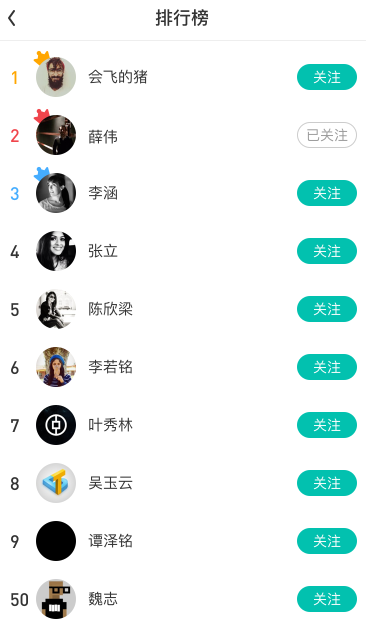 排行榜
1 会飞的猪 关注
2 薛伟 已关注
3 李涵 关注
4 张立 关注
5 陈欣梁 关注
6 李若铭 关注
7 叶秀林 关注
8 吴玉云 关注
9 谭泽铭 关注
50 魏志 关注